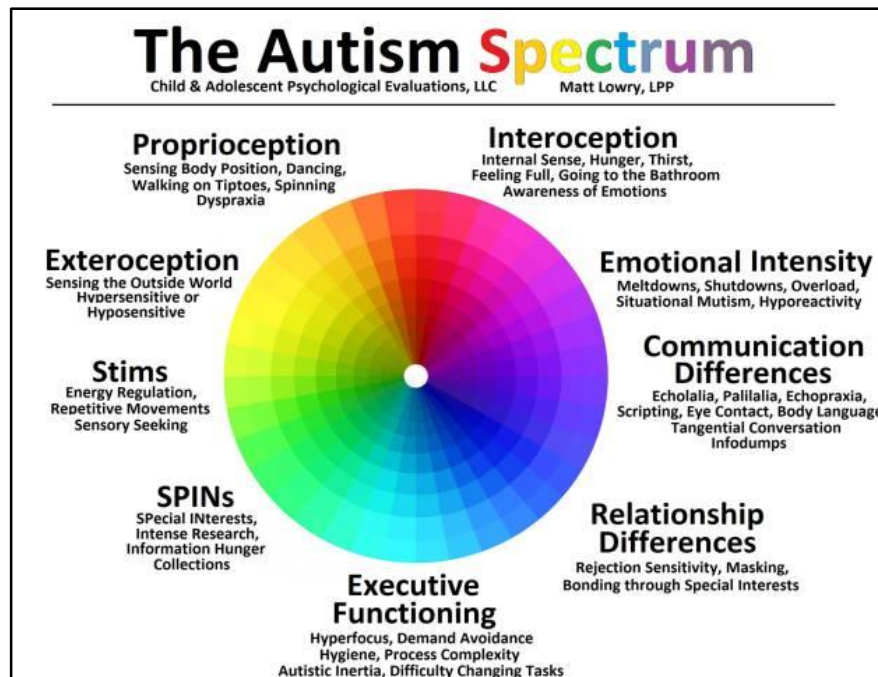 The Autism Spectrum
Child & Adolescent Psychological Evaluations, LLC Matt Lowry, LPP
Proprioception
Sensing Body Position, Dancing,
Walking on Tiptoes, Spinning
Dyspraxia
Interoception
Internal Sense, Hunger, Thirst,
Feeling Full, Going to the Bathroom
Awareness of Emotions
Exteroception
Sensing the Outside World
Hypersensitive or
Hyposensitive
Emotional Intensity
Meltdowns, Shutdowns, Overload,
Situational Mutism, Hyporeactivity
Stims
Energy Regulation,
Repetitive Movements
Sensory Seeking
Communication
Differences
Echolalia, Palilalia, Echopraxia,
Scripting, Eye Contact, Body Language
Tangential Conversation
Infodumps
SPINs
SPecial INterests,
Intense Research,
Information Hunger
Collections
Relationship
Differences
Rejection Sensitivity, Masking,
Bonding through Special Interests
Executive
Functioning
Hyperfocus, Demand Avoidance
Hygiene, Process Complexity
Autistic Inertia, Difficulty Changing Tasks